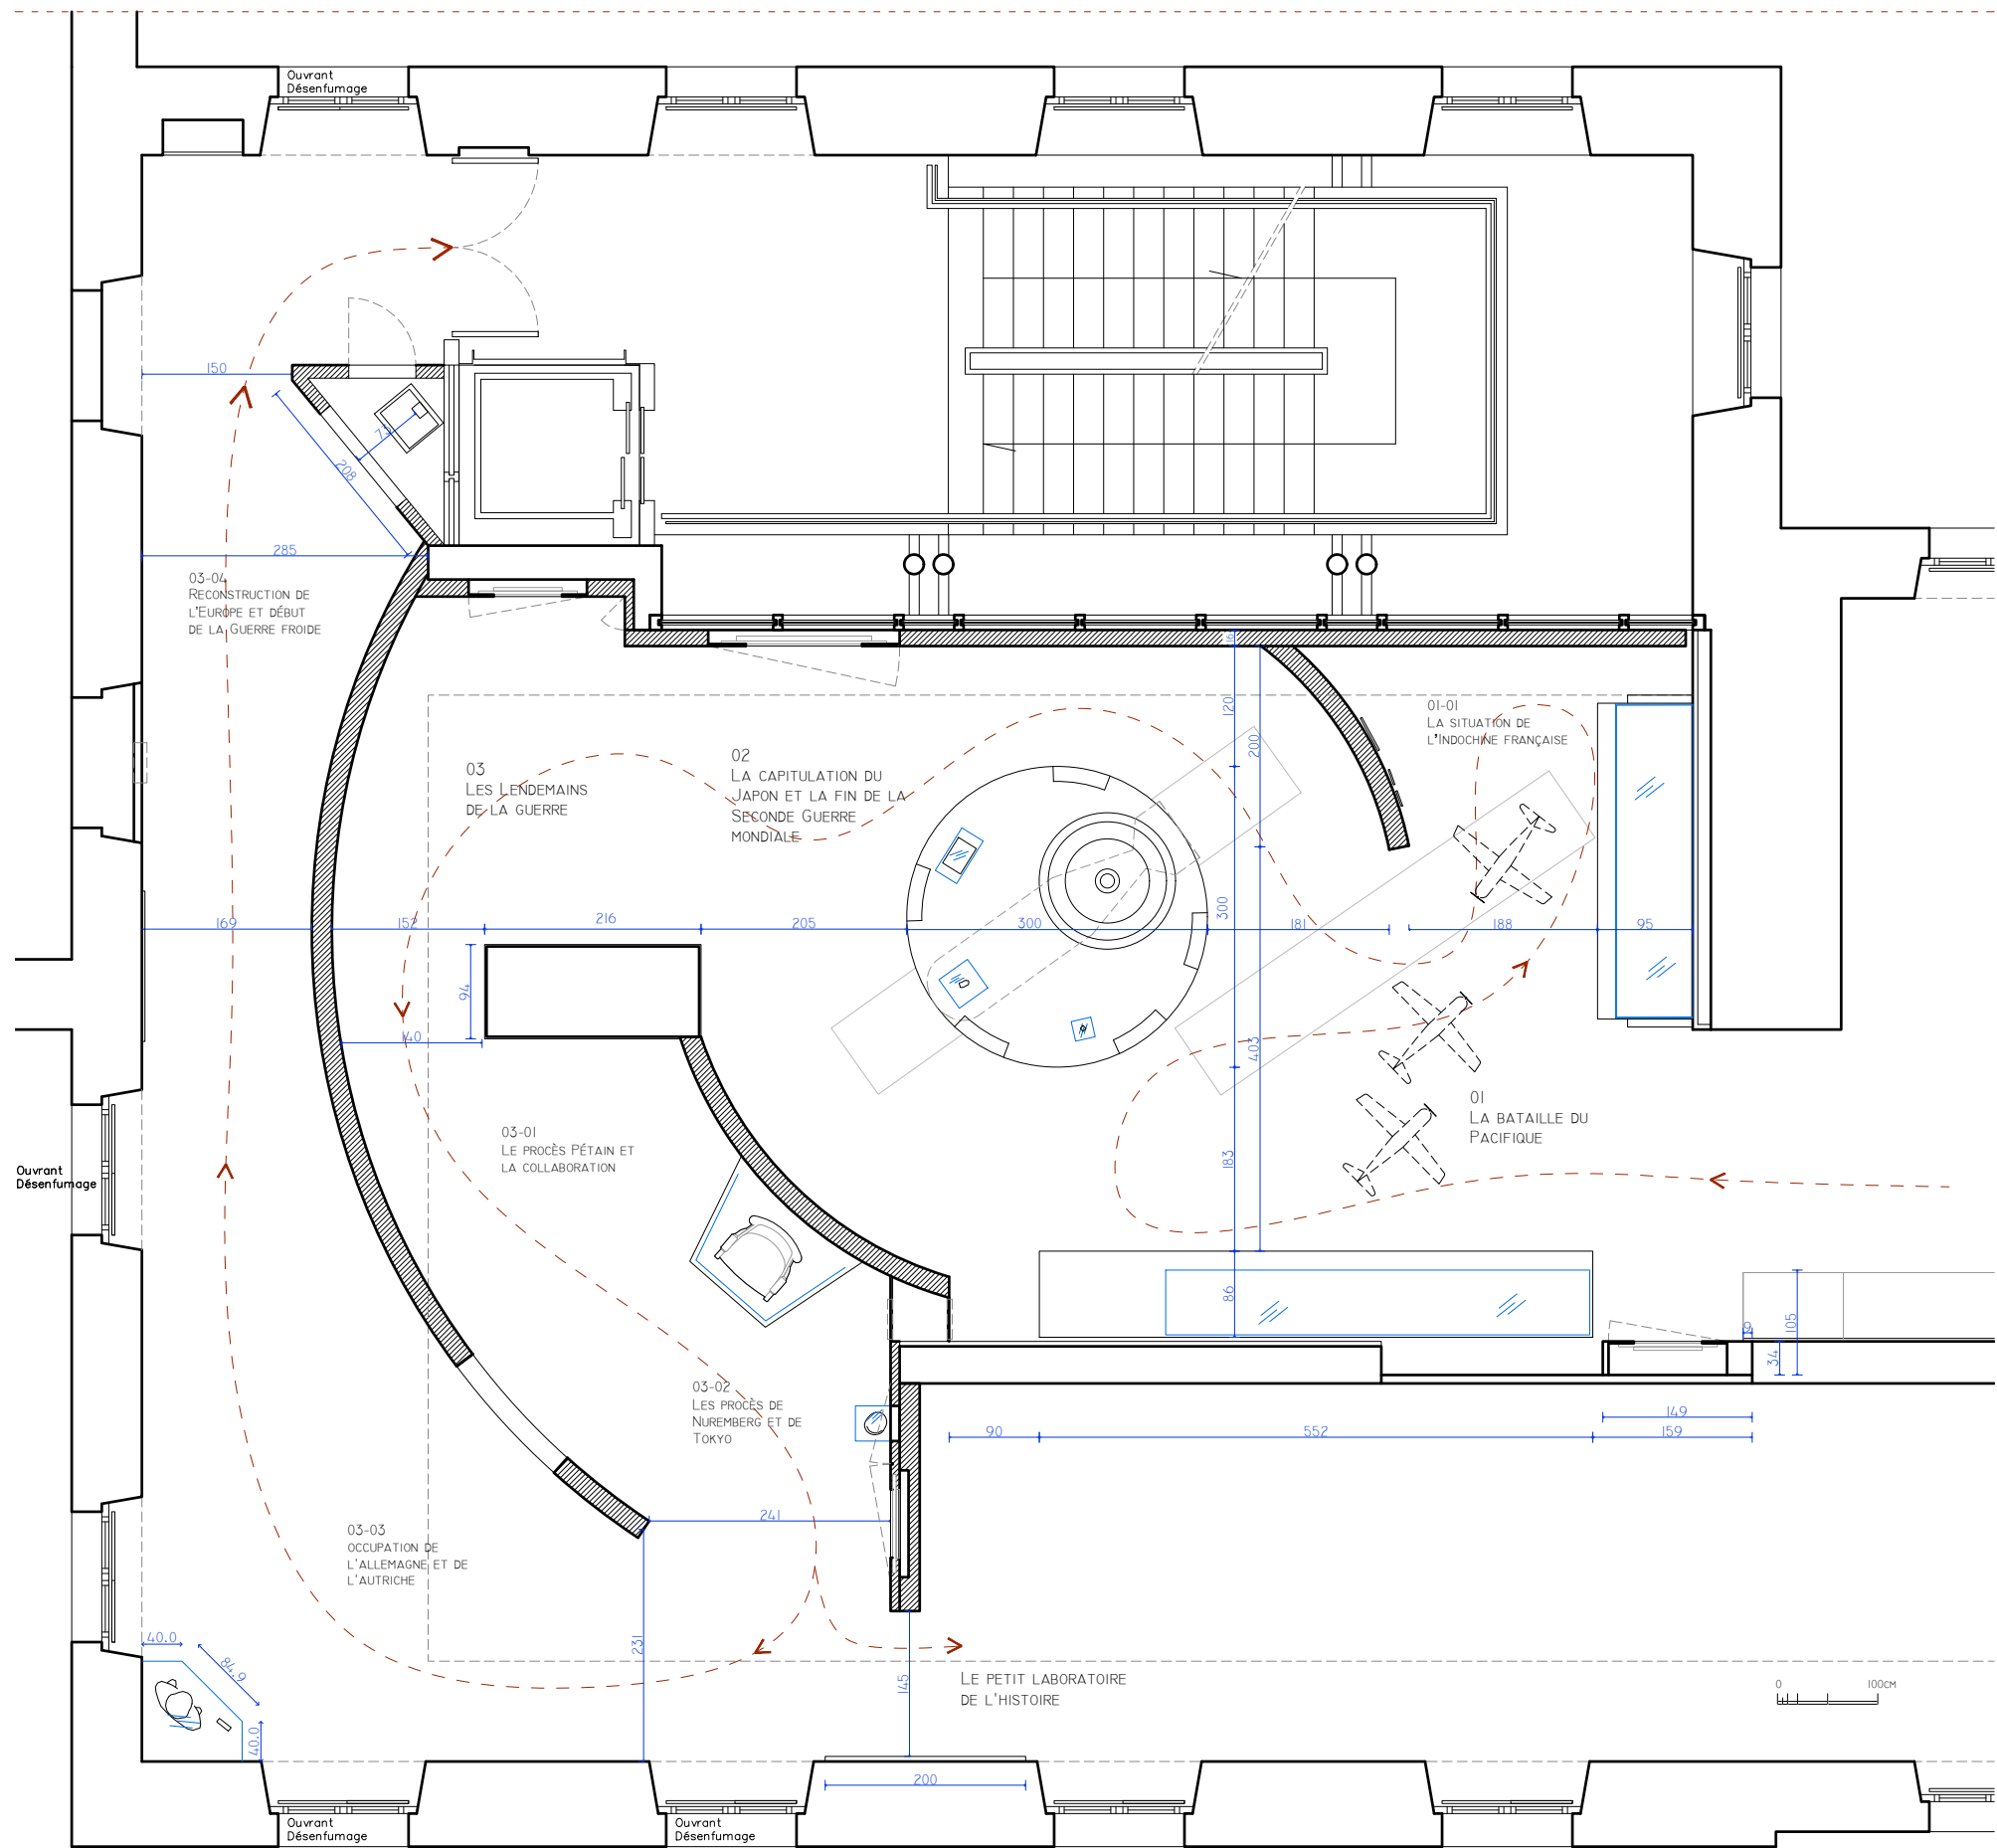 Ouvrant
Désenfumage
150
73
208
285
03-04
Reconstruction de
l'Europe et début
de la Guerre froide
16
120
200
01-01
La situation de
l'Indochine française
03
Les Lendemains
de la guerre
02
La capitulation du
Japon et la fin de la
Seconde Guerre
mondiale
169
152
216
205
300
300
181
188
95
94
140
403
01
La bataille du
Pacifique
03-01
Le procès Pétain et
la collaboration
183
Ouvrant
Désenfumage
86
105
34
149
90
552
159
03-02
Les procès de
Nuremberg et de
Tokyo
241
03-03
occupation de
l'allemagne et de
l'autriche
40.0
84.9
40.0
231
145
Le petit laboratoire
de l'histoire
0
100cm
200
Ouvrant
Désenfumage
Ouvrant
Désenfumage